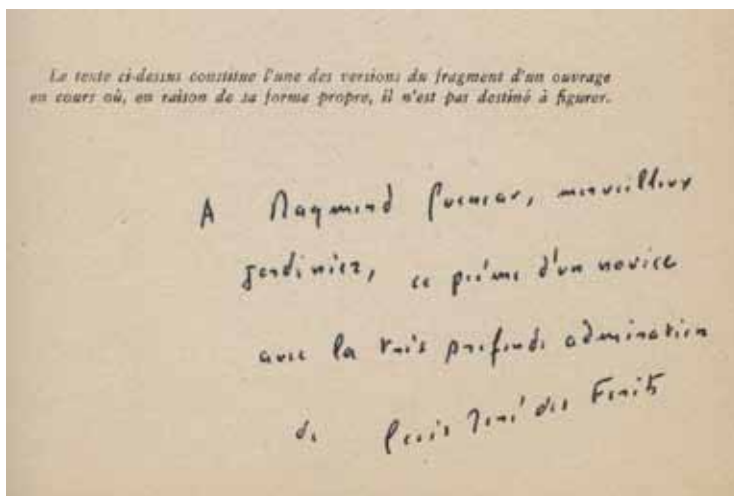 Le texte ci-dessus constitue l'une des versions du fragment d'un ouvrage
en cours où, en raison de sa forme propre, il n'est pas destiné à figurer.
A Raymond Queneau, merveilleux
jardinier, ce poème d'un novice
avec la très profonde admiration
de Louis René des Forêts